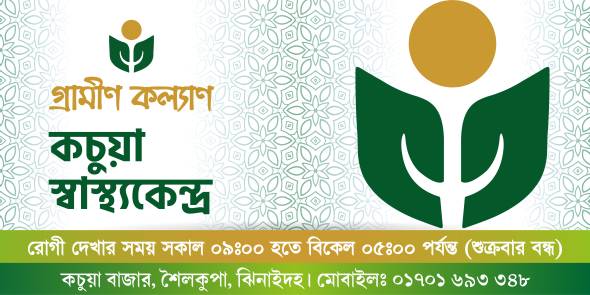 গ্রামীণ কল্যাণ
কচুয়া
স্বাস্থ্যকেন্দ্র
রোগী দেখার সময় সকাল ০৯ঃ০০ হতে বিকেল ০৫ঃ০০ পর্যন্ত (শুক্রবার বন্ধ)
কচুয়া বাজার, শৈলকুপা, ঝিনাইদহ। মোবাইলঃ ০১৭০১ ৬৯৩ ৩৪৮